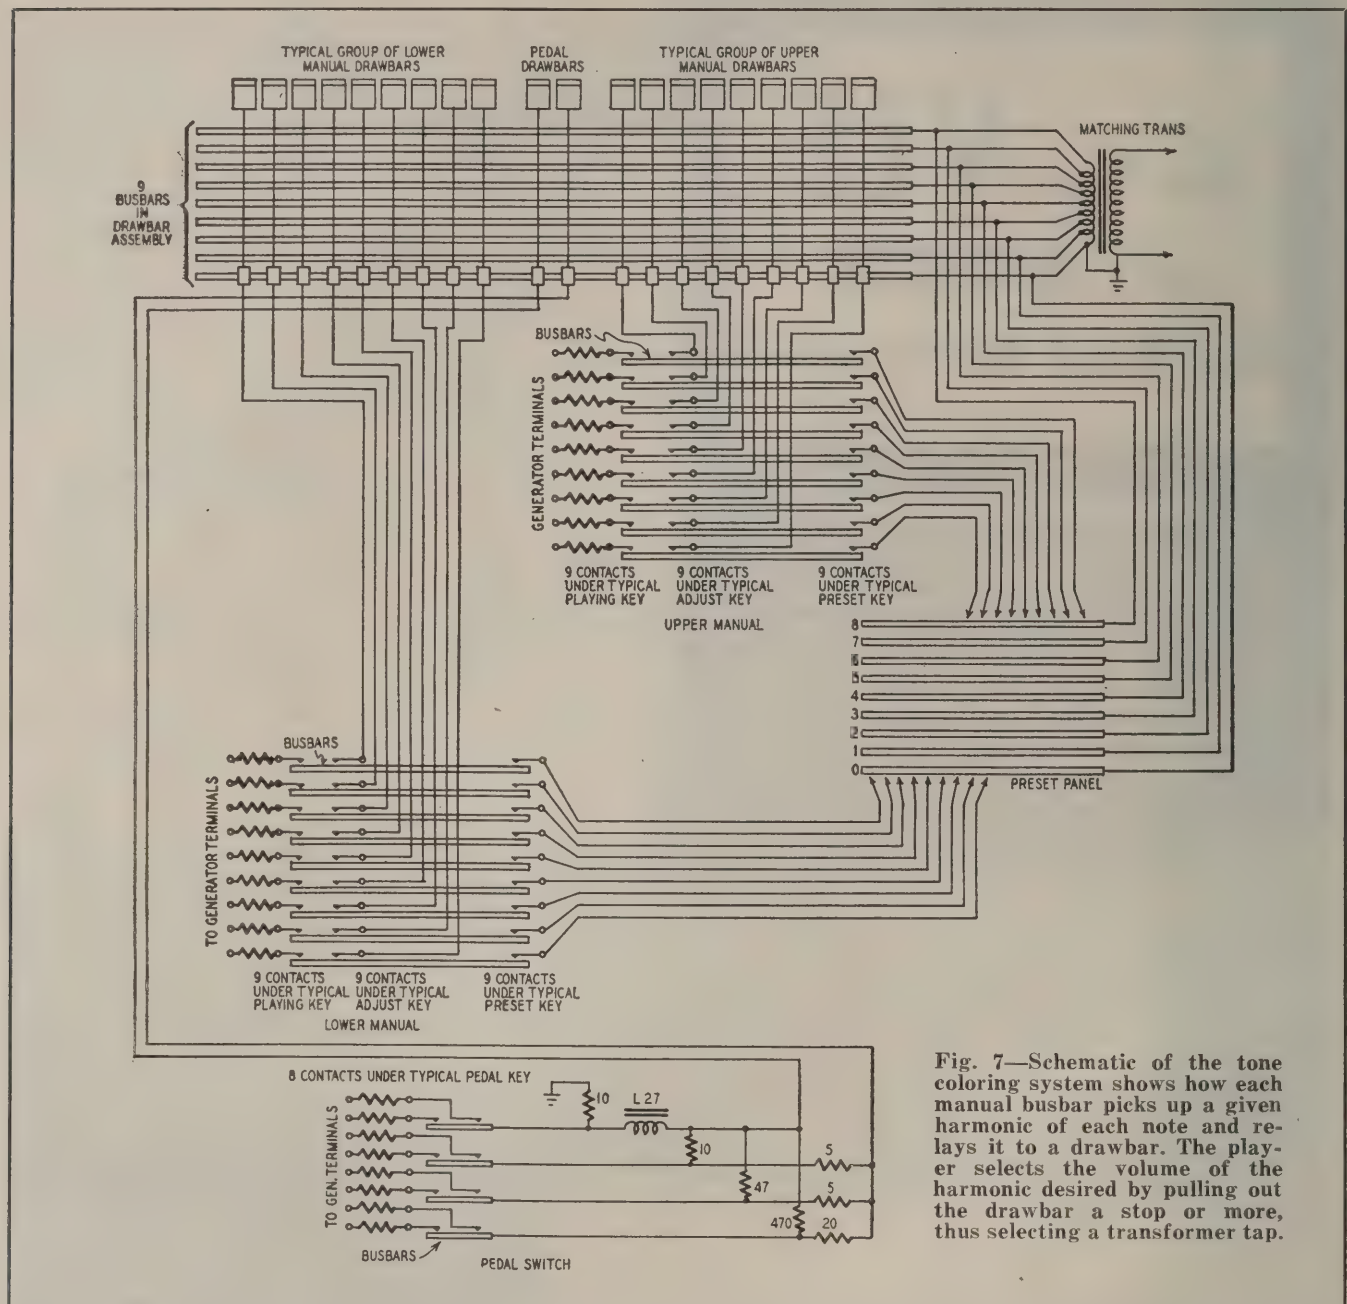 TYPICAL GROUP OF LOWER
MANUAL DRAWBARS
PEDAL
DRAWBARS
TYPICAL GROUP OF UPPER
MANUAL DRAWBARS
MATCHING TRANS
9
BUSBARS
IN
DRAWBAR
ASSEMBLY
BUSBARS
GENERATOR TERMINALS
9 CONTACTS
UNDER TYPICAL
PLAYING KEY
9 CONTACTS
UNDER TYPICAL
ADJUST KEY
9 CONTACTS
UNDER TYPICAL
PRESET KEY
UPPER MANUAL
8
7
6
5
4
3
2
1
0
PRESET PANEL
BUSBARS
TO GENERATOR TERMINALS
9 CONTACTS
UNDER TYPICAL
PLAYING KEY
9 CONTACTS
UNDER TYPICAL
ADJUST KEY
9 CONTACTS
UNDER TYPICAL
PRESET KEY
LOWER MANUAL
8 CONTACTS UNDER TYPICAL PEDAL KEY
TO GEN. TERMINALS
10
L 27
10
47
470
5
5
20
BUSBARS
PEDAL SWITCH
Fig. 7—Schematic of the tone
coloring system shows how each
manual busbar picks up a given
harmonic of each note and re-
lays it to a drawbar. The play-
er selects the volume of the
harmonic desired by pulling out
the drawbar a stop or more,
thus selecting a transformer tap.